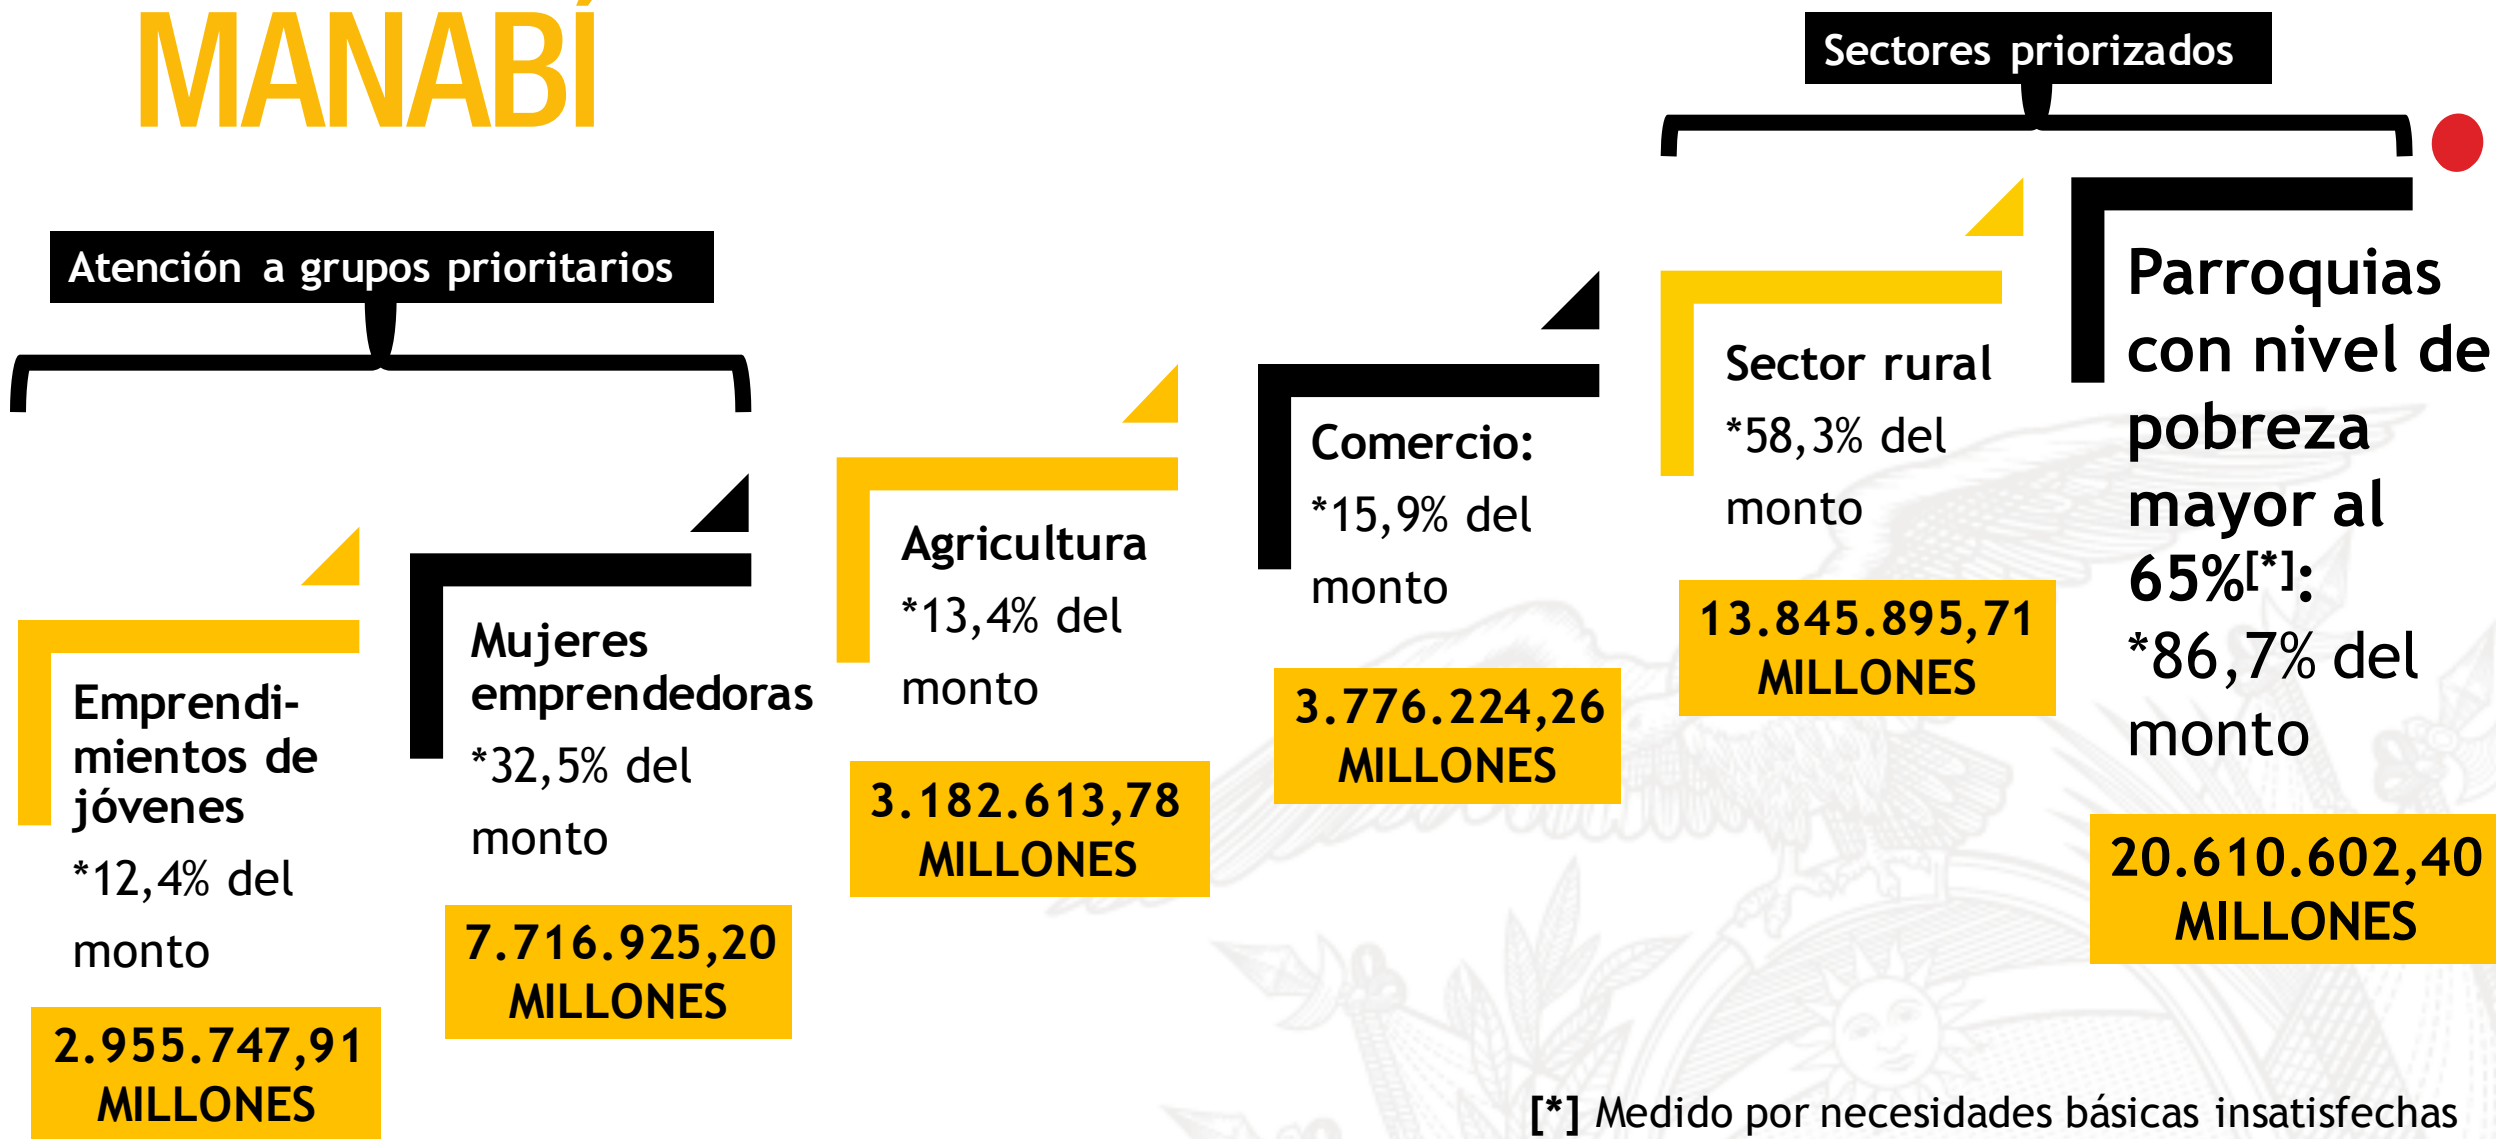 MANABÍ
Atención a grupos prioritarios
Emprendi-
mientos de
jóvenes
*12,4% del
monto
2.955.747,91
MILLONES
Mujeres
emprendedoras
*32,5% del
monto
7.716.925,20
MILLONES
Agricultura
*13,4% del
monto
3.182.613,78
MILLONES
Comercio:
*15,9% del
monto
3.776.224,26
MILLONES
Sectores priorizados
Sector rural
*58,3% del
monto
13.845.895,71
MILLONES
Parroquias
con nivel de
pobreza
mayor al
65%[*]:
*86,7% del
monto
20.610.602,40
MILLONES
[*] Medido por necesidades básicas insatisfechas